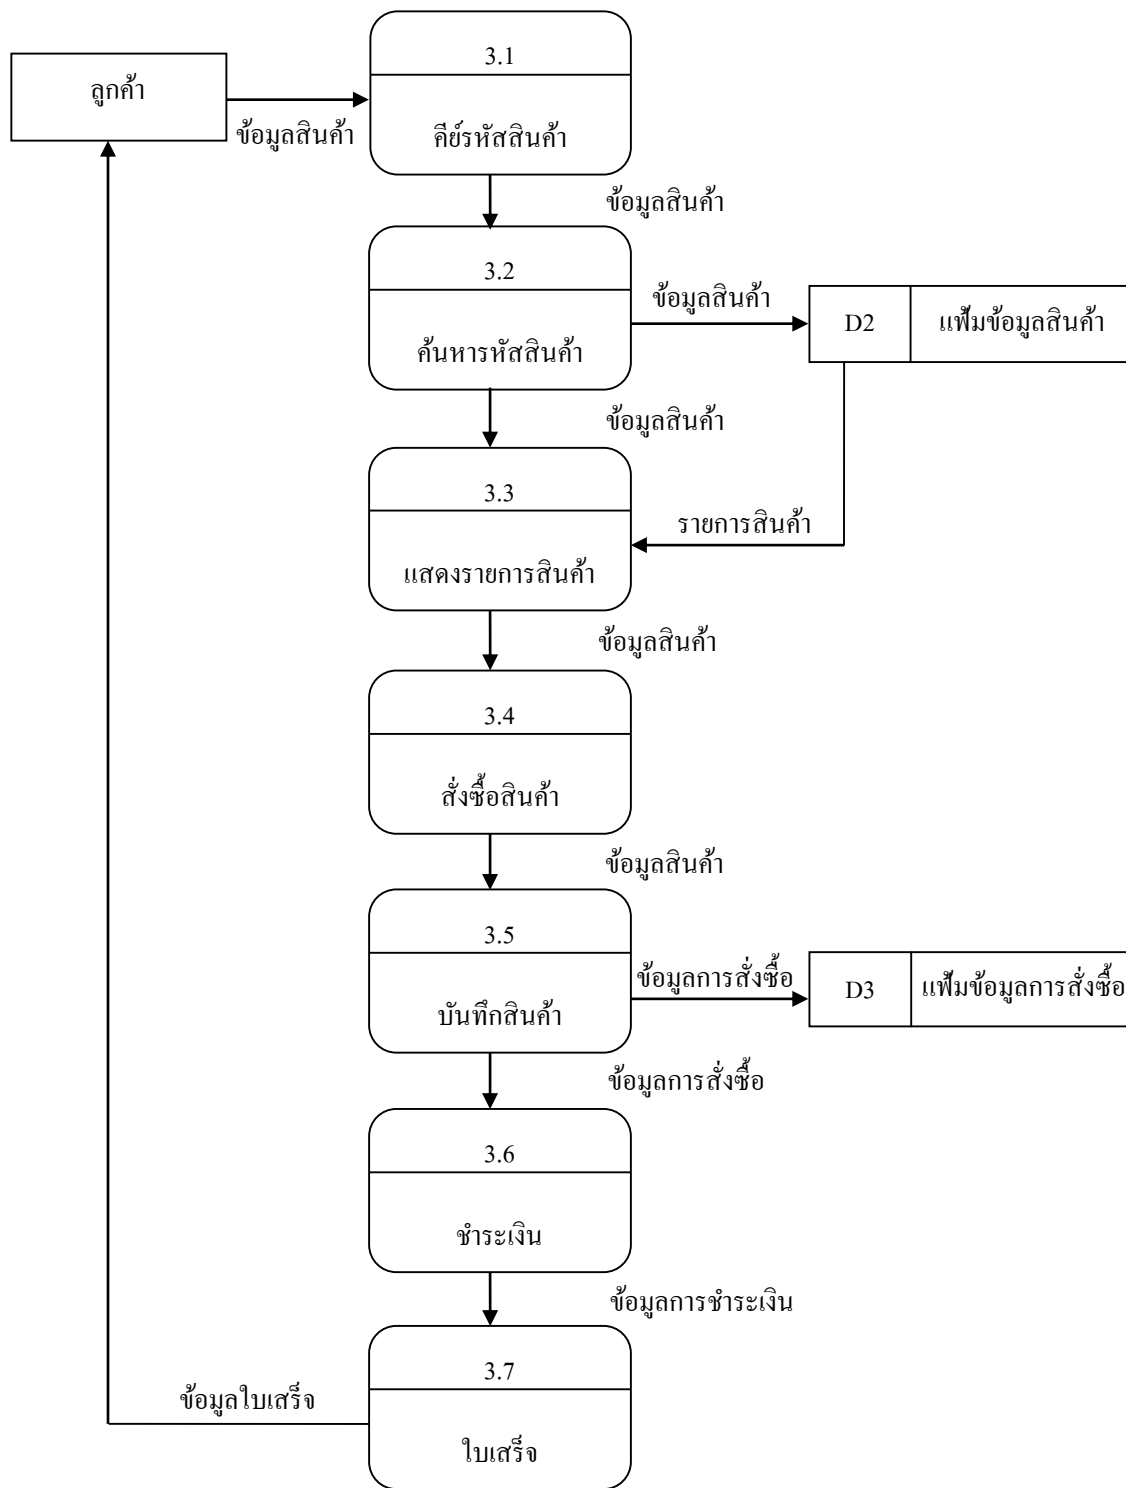 3.1
ลูกค้า
ข้อมูลสินค้า
คีย์รหัสสินค้า
ข้อมูลสินค้า
3.2
ข้อมูลสินค้า
D2
แฟ้มข้อมูลสินค้า
ค้นหารหัสสินค้า
ข้อมูลสินค้า
3.3
รายการสินค้า
แสดงรายการสินค้า
ข้อมูลสินค้า
3.4
สั่งซื้อสินค้า
ข้อมูลสินค้า
3.5
ข้อมูลการสั่งซื้อ
D3
แฟ้มข้อมูลการสั่งซื้อ
บันทึกสินค้า
ข้อมูลการสั่งซื้อ
3.6
ชำระเงิน
ข้อมูลการชำระเงิน
3.7
ข้อมูลใบเสร็จ
ใบเสร็จ